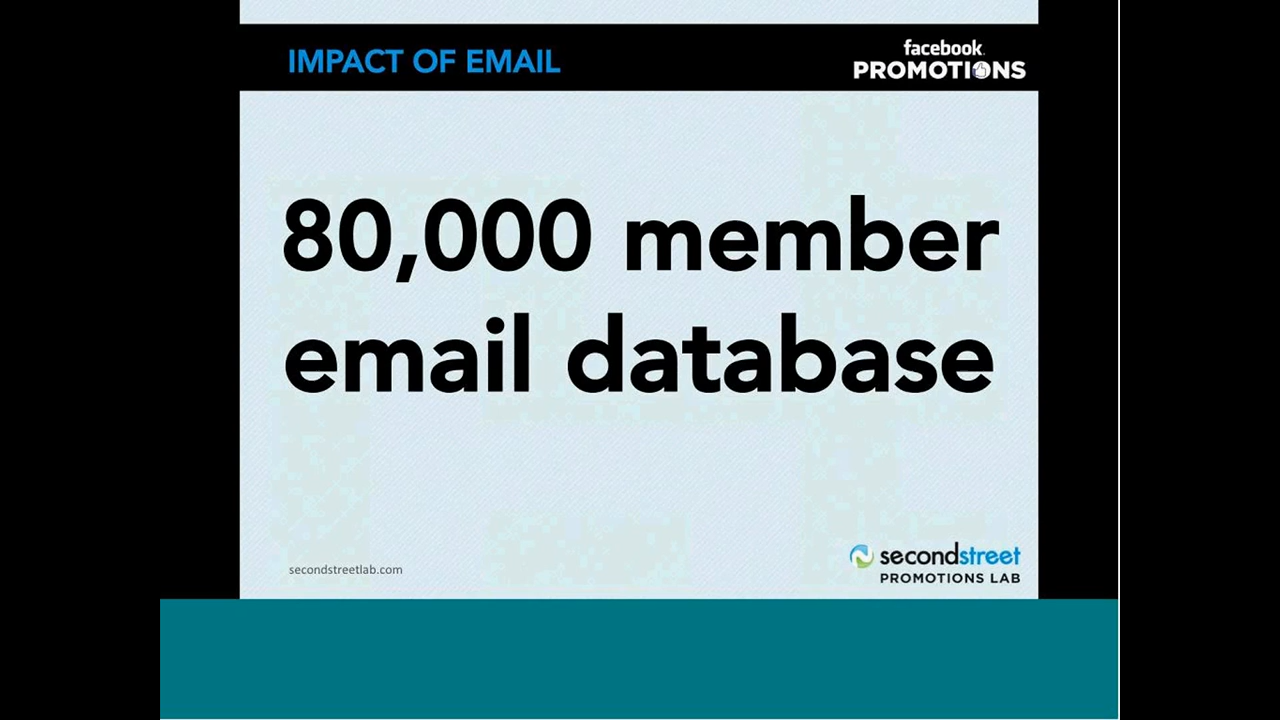 IMPACT OF EMAIL
facebook
PROMOTIONS
80,000 member
email database
secondstreetlab.com
secondstreet
PROMOTIONS LAB